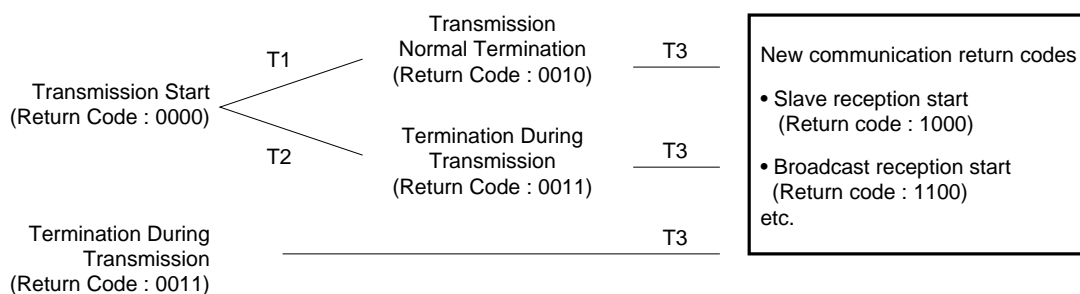 Transmission
Normal Termination
(Return Code : 0010)
T1
T3
Transmission Start
(Return Code : 0000)
T2
Termination During
Transmission
(Return Code : 0011)
T3
Termination During
Transmission
(Return Code : 0011)
T3
New communication return codes
• Slave reception start
(Return code : 1000)
• Broadcast reception start
(Return code : 1100)
etc.